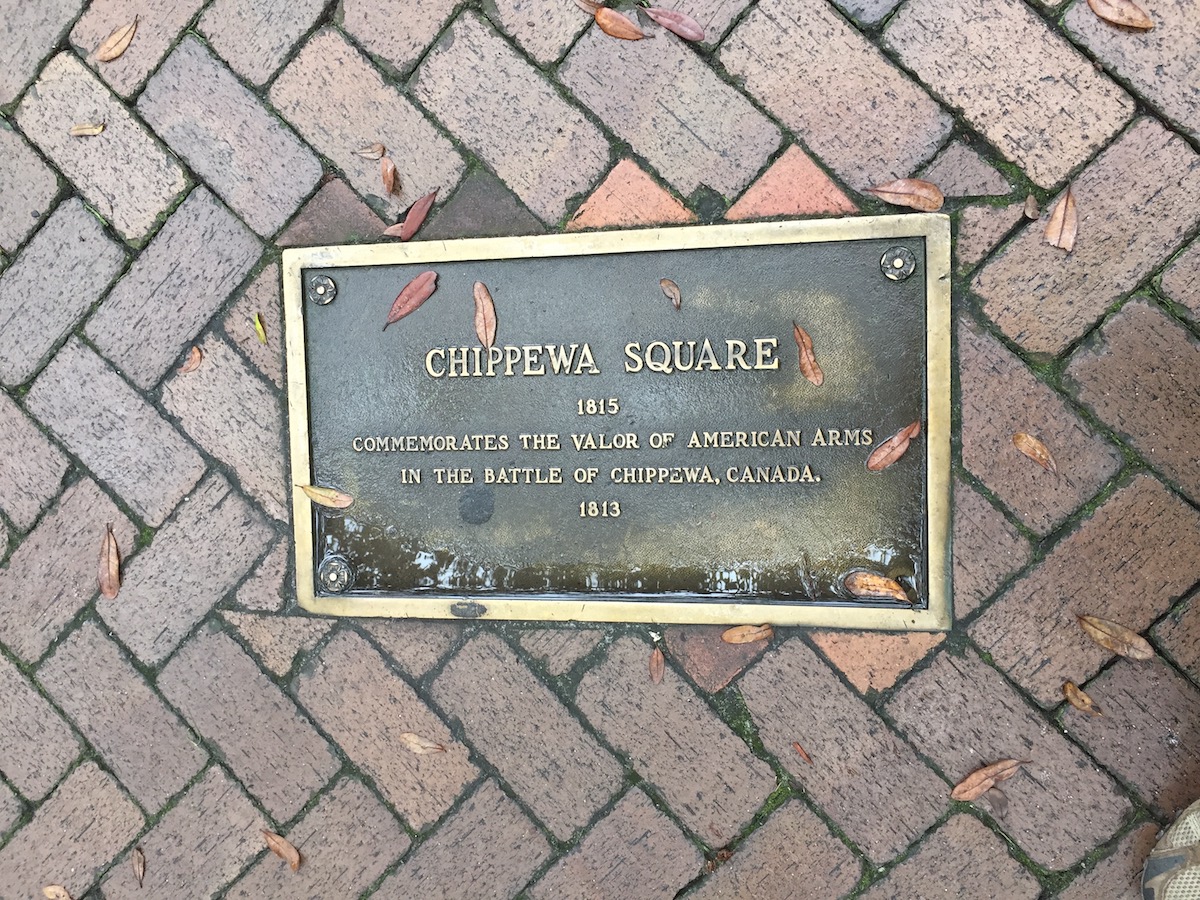 CHIPPEWA SQUARE
1815
COMMEMORATES THE VALOR OF AMERICAN ARMS
IN THE BATTLE OF CHIPPEWA, CANADA.
1813